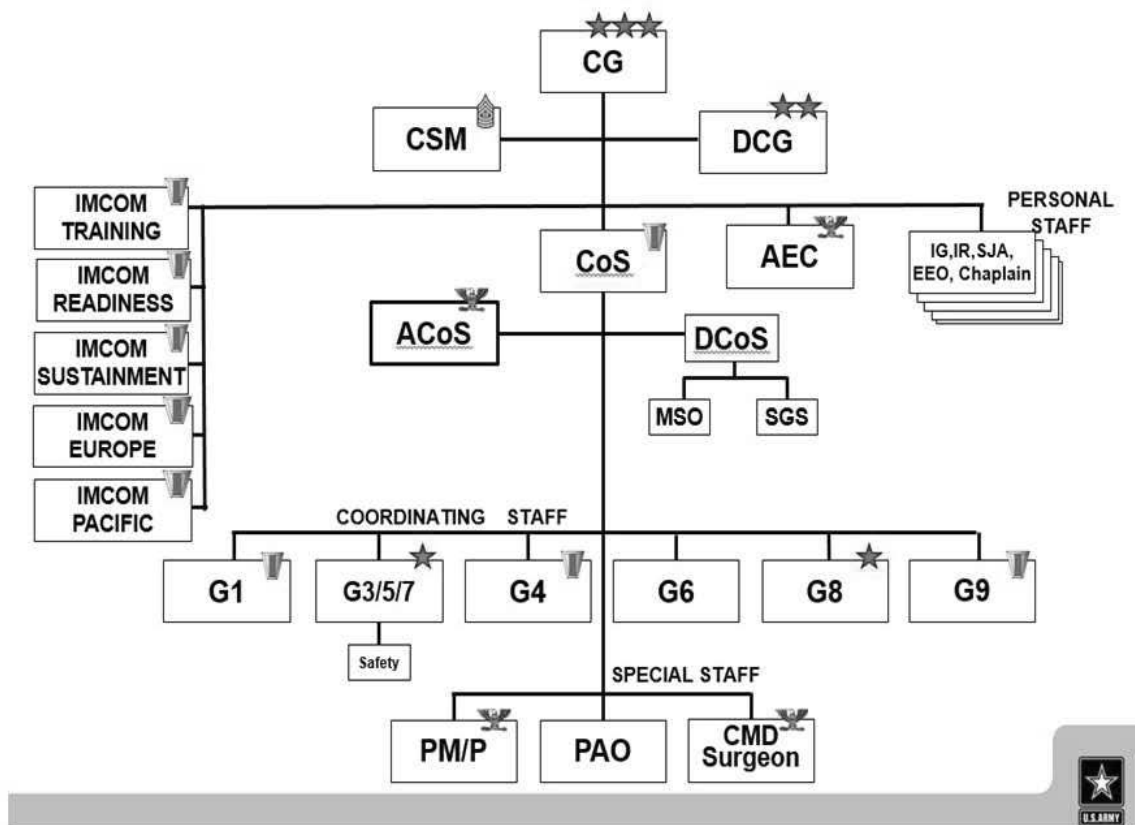 CG
CSM
DCG
IMCOM
TRAINING
IMCOM
READINESS
IMCOM
SUSTAINMENT
IMCOM
EUROPE
IMCOM
PACIFIC
CoS
AEC
PERSONAL
STAFF
IG,IR,SJA,
EEO, Chaplain
ACoS
DCoS
MSO
SGS
COORDINATING STAFF
G1
G3/5/7
G4
G6
G8
G9
Safety
SPECIAL STAFF
PM/P
PAO
CMD
Surgeon
U.S.ARMY